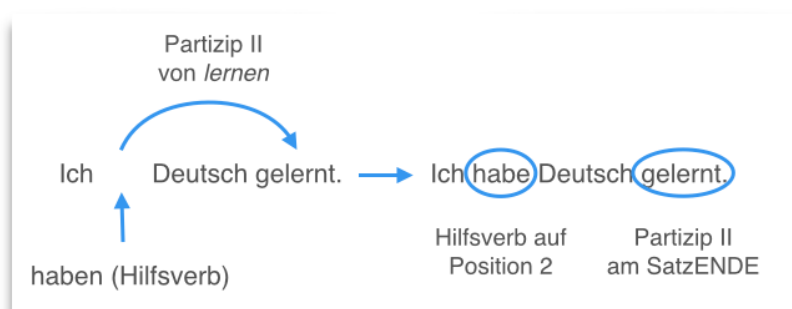 Partizip II
von lernen
Ich Deutsch gelernt. Ich habe Deutsch gelernt.
haben (Hilfsverb)
Hilfsverb auf
Position 2
Partizip II
am SatzENDE